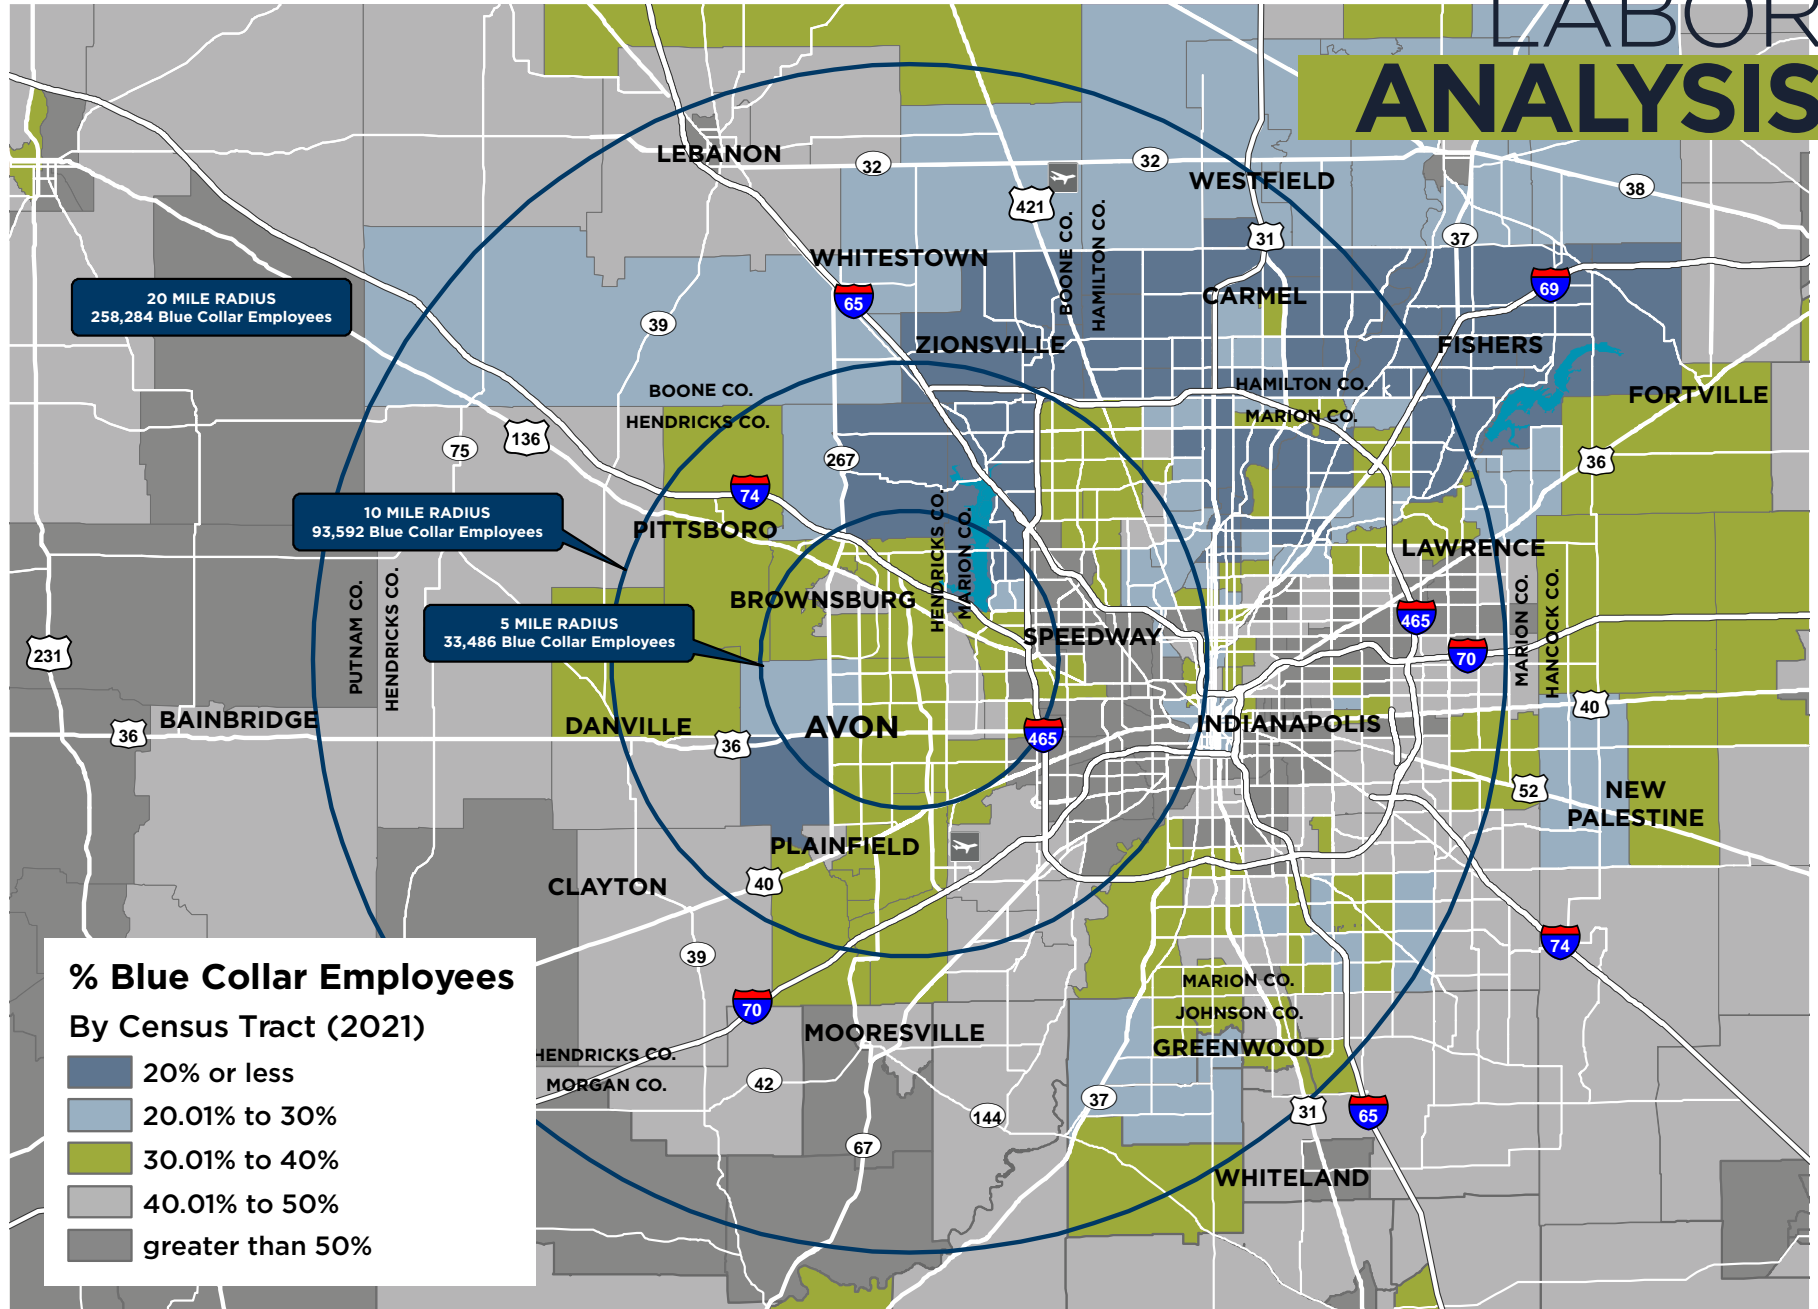 LABOR
ANALYSIS
LEBANON
32
32
WESTFIELD
38
421
BOONE CO.
HAMILTON CO.
31
37
WHITESTOWN
65
CARMEL
69
20 MILE RADIUS
258,284 Blue Collar Employees
39
ZIONSVILLE
FISHERS
BOONE CO.
HENDRICKS CO.
HAMILTON CO.
MARION CO.
FORTVILLE
75
136
267
36
74
10 MILE RADIUS
93,592 Blue Collar Employees
PITTSBORO
HENDRICKS CO.
MARION CO.
LAWRENCE
BROWNSBURG
PUTNAM CO.
HENDRICKS CO.
5 MILE RADIUS
33,486 Blue Collar Employees
SPEEDWAY
465
MARION CO.
HANCOCK CO.
231
70
BAINBRIDGE
36
DANVILLE
36
AVON
465
INDIANAPOLIS
40
52
NEW
PALESTINE
PLAINFIELD
CLAYTON
40
39
74
% Blue Collar Employees
By Census Tract (2021)
20% or less
20.01% to 30%
30.01% to 40%
40.01% to 50%
greater than 50%
MARION CO.
JOHNSON CO.
70
MOORESVILLE
GREENWOOD
HENDRICKS CO.
MORGAN CO.
42
37
144
31
65
67
WHITELAND